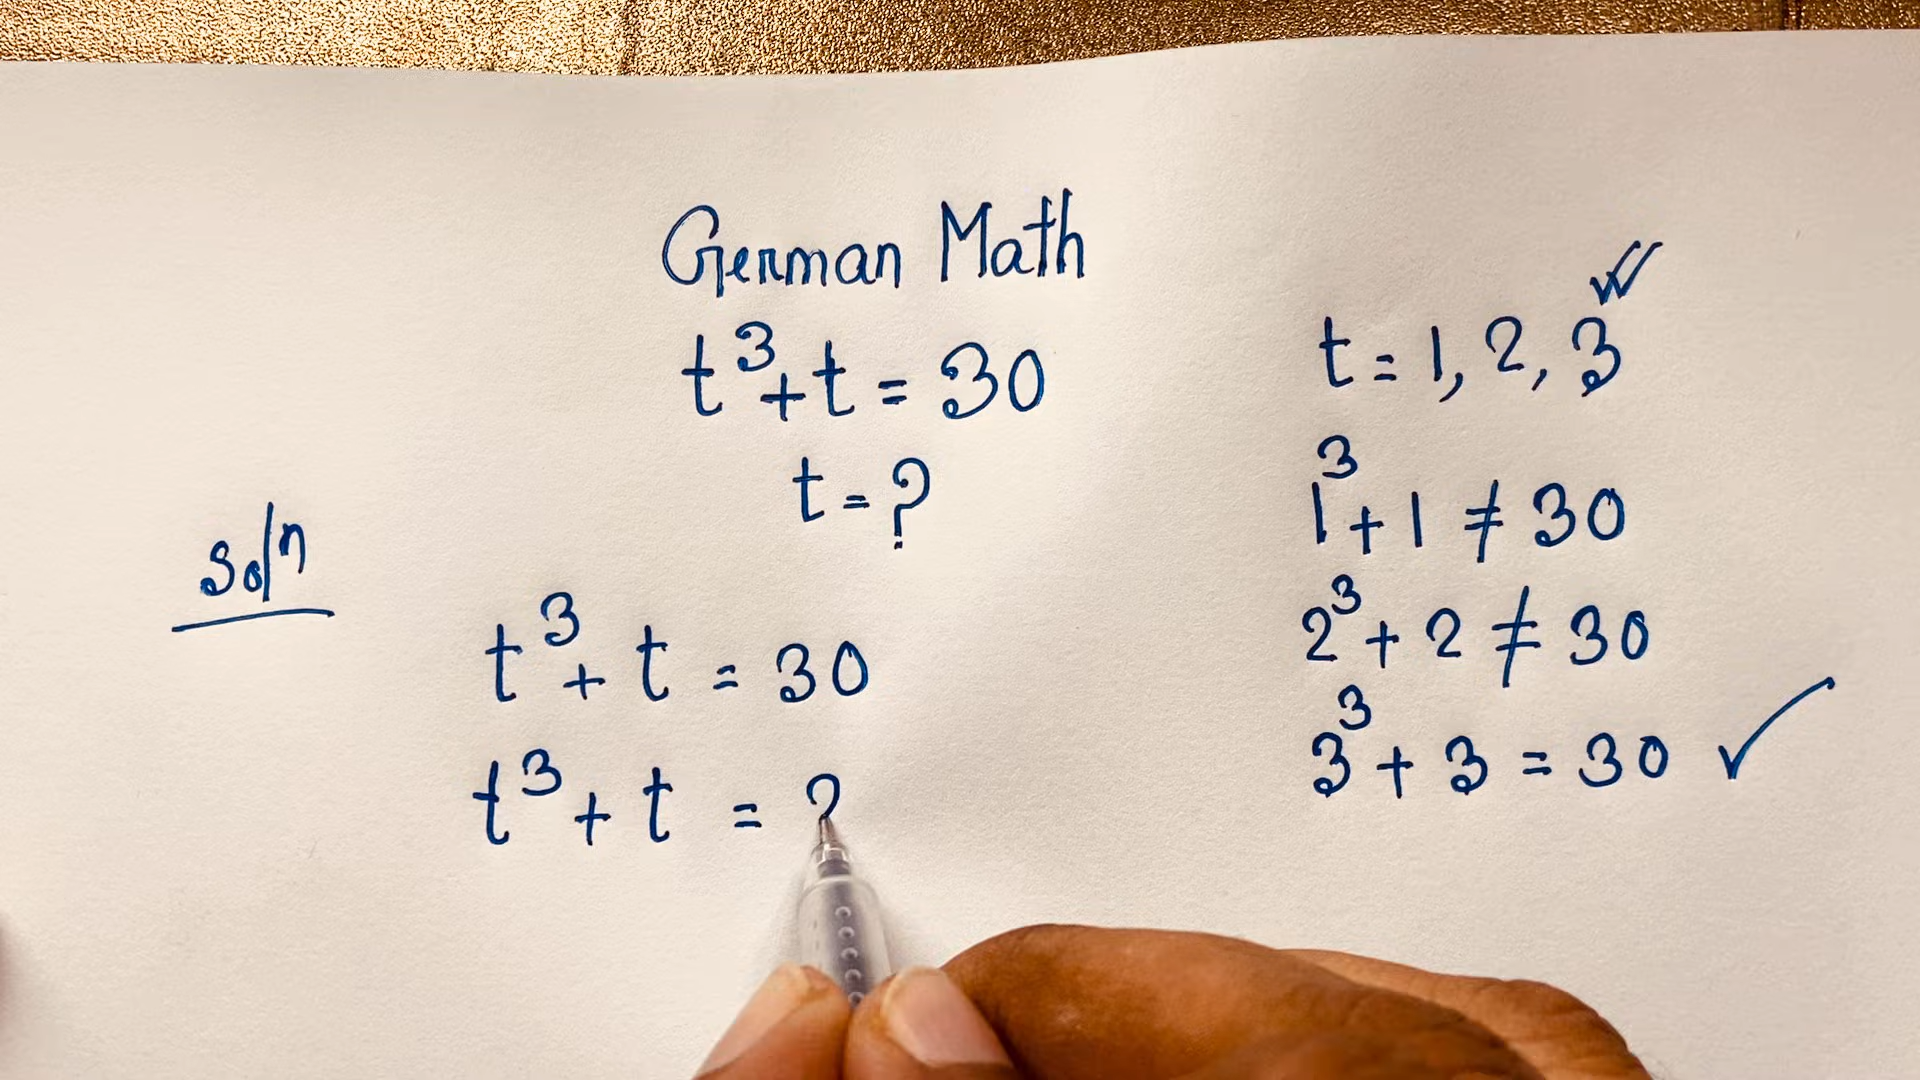 German Math
t³+t = 30
t = ?
Soln
t³+t = 30
t³+t = ?
t = 1, 2, 3
1³+1 ≠ 30
2³+2 ≠ 30
3³+3 = 30 ✓